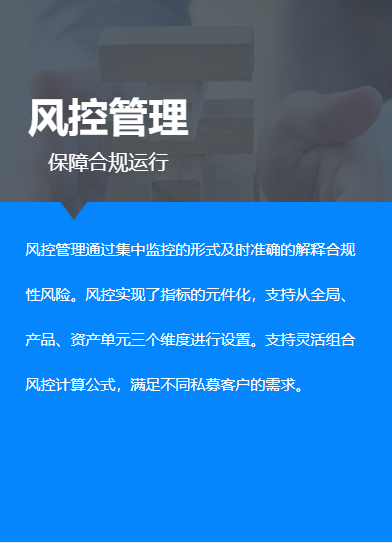 风控管理
保障合规运行
风控管理通过集中监控的形式及时准确的解释合规
性风险。风控实现了指标的元件化，支持从全局、
产品、资产单元三个维度进行设置。支持灵活组合
风控计算公式，满足不同私募客户的需求。